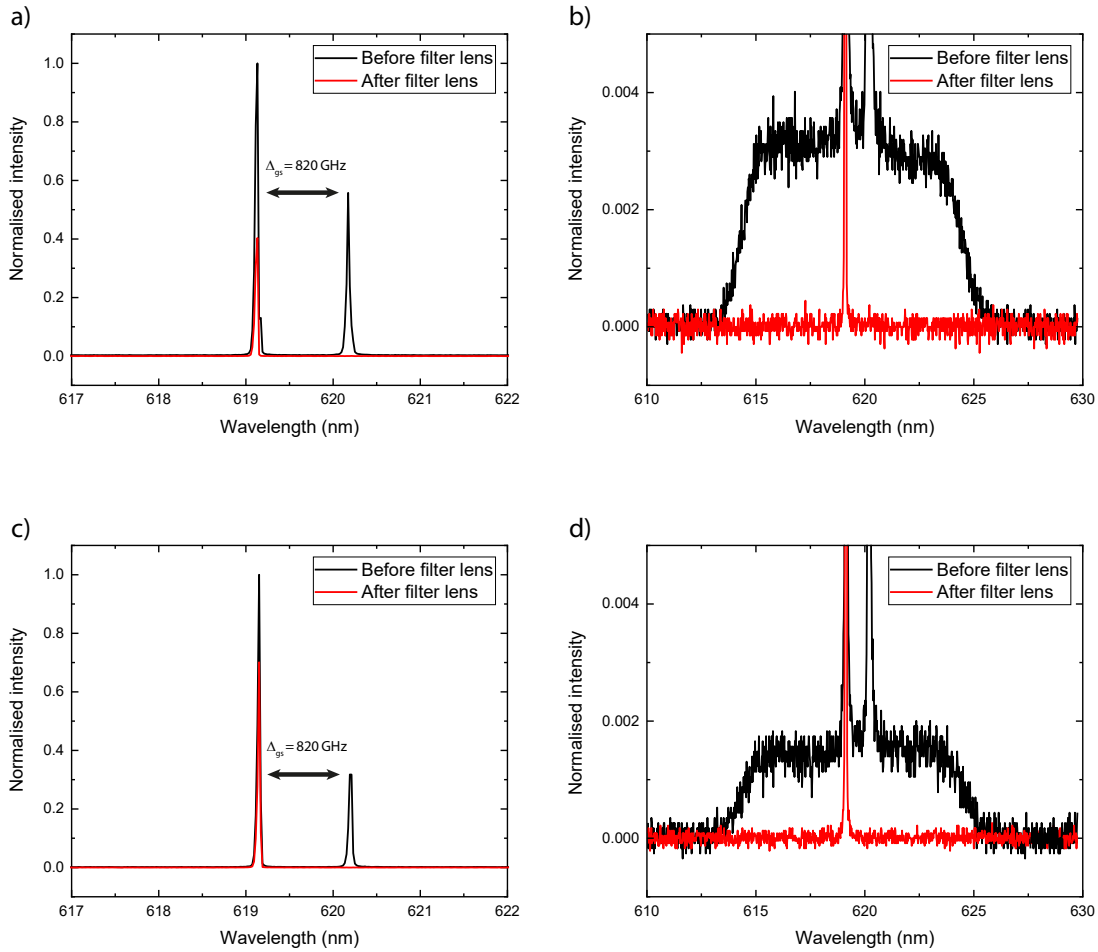 a)
Normalised intensity
1.0
0.8
0.6
0.4
0.2
0.0
Before filter lens
After filter lens
Δgs = 820 GHz
617 618 619 620 621 622
Wavelength (nm)
b)
Normalised intensity
0.004
0.002
0.000
Before filter lens
After filter lens
610 615 620 625 630
Wavelength (nm)
c)
Normalised intensity
1.0
0.8
0.6
0.4
0.2
0.0
Before filter lens
After filter lens
Δgs = 820 GHz
617 618 619 620 621 622
Wavelength (nm)
d)
Normalised intensity
0.004
0.002
0.000
Before filter lens
After filter lens
610 615 620 625 630
Wavelength (nm)